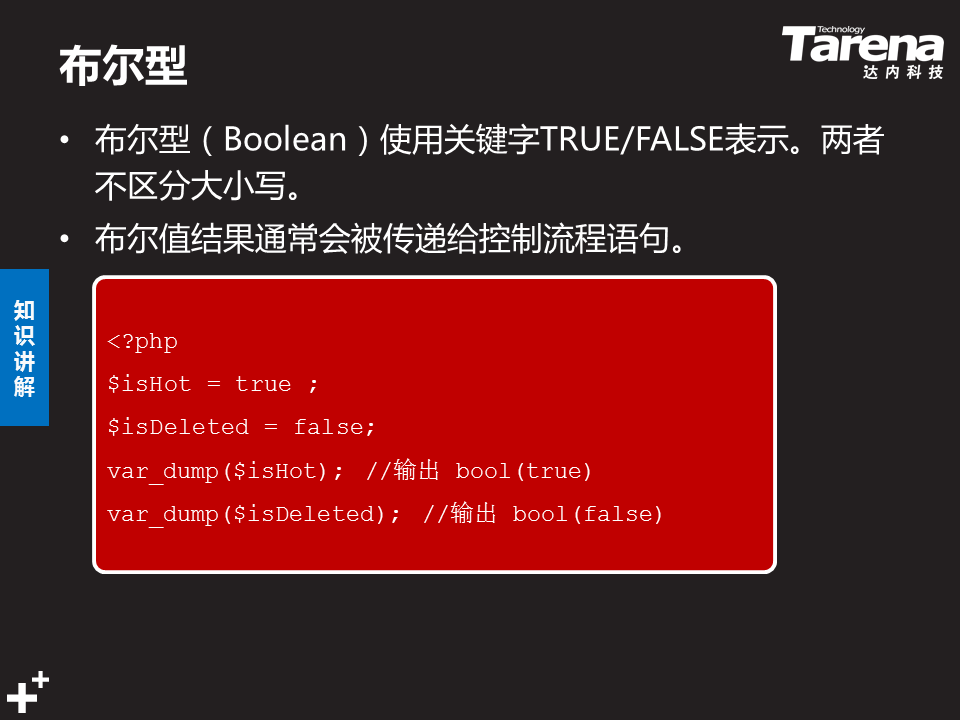 布尔型
Technology
Tarena
达内科技
• 布尔型（Boolean）使用关键字TRUE/FALSE表示。两者
不区分大小写。
• 布尔值结果通常会被传递给控制流程语句。
知识讲解
<?php
$isHot = true ;
$isDeleted = false;
var_dump($isHot); //输出 bool(true)
var_dump($isDeleted); //输出 bool(false)